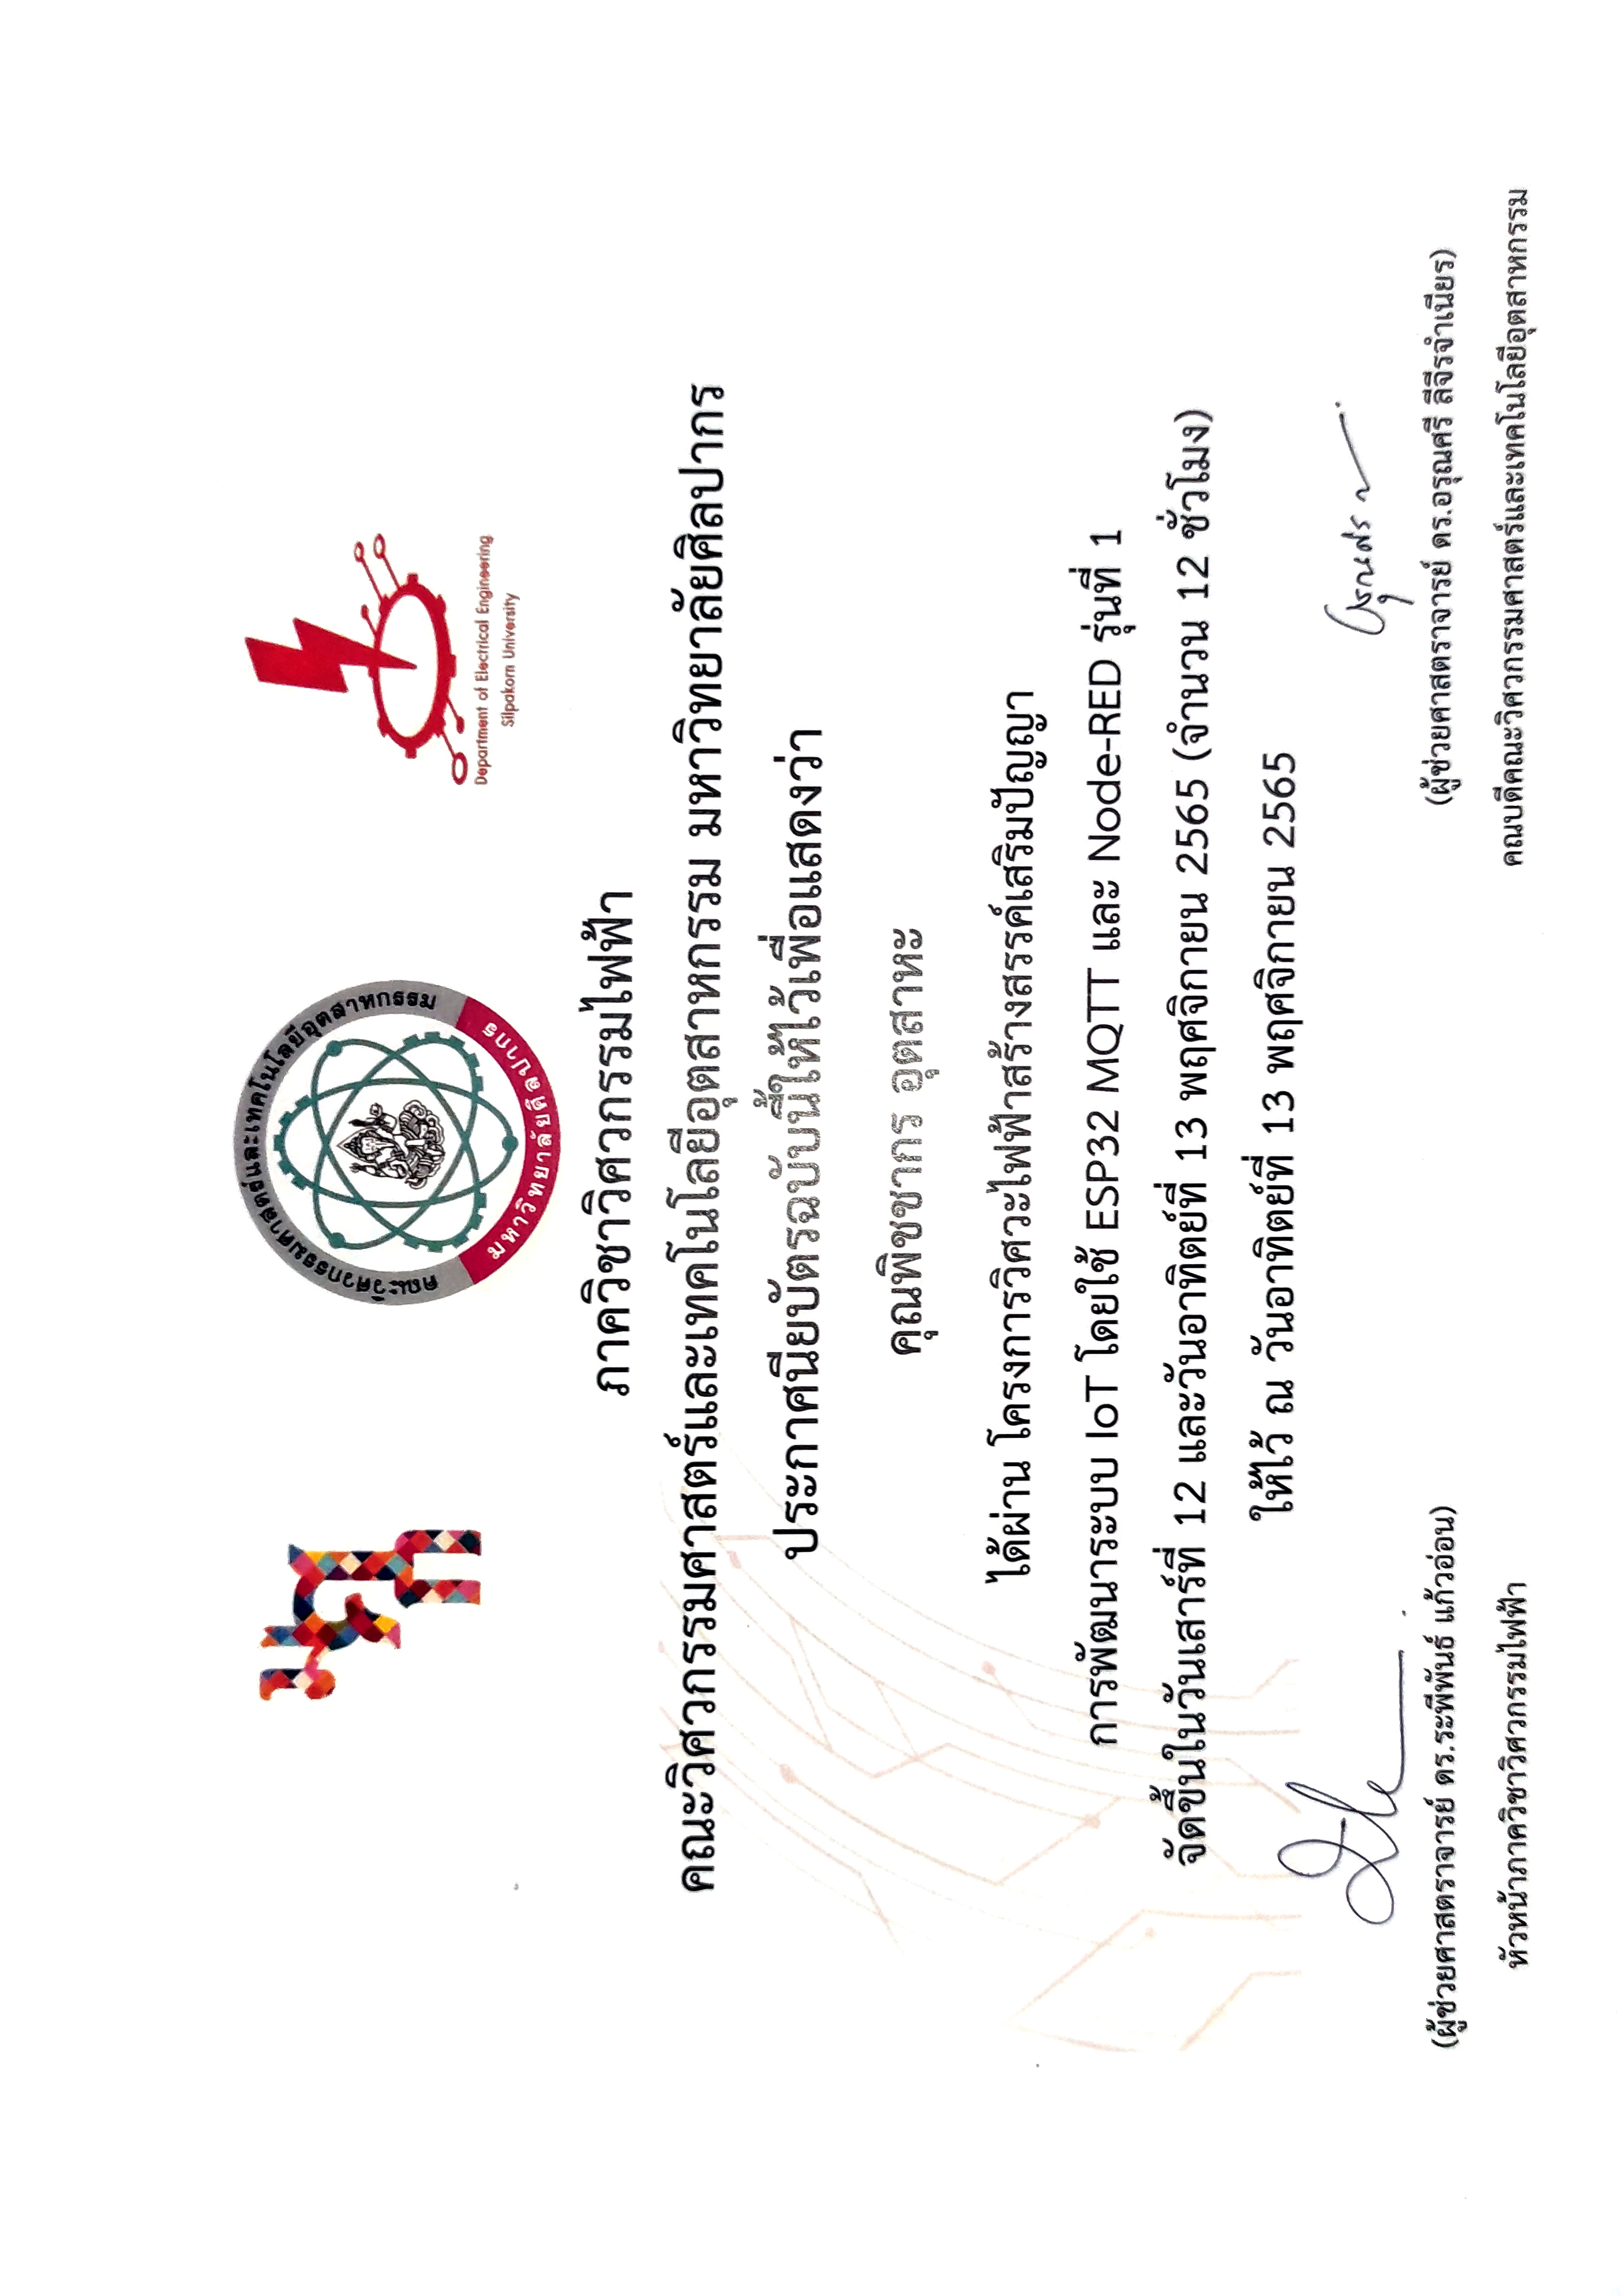 มศก
คณะวิศวกรรมศาสตร์และเทคโนโลยีอุตสาหกรรม
มหาวิทยาลัยศิลปากร
Department of Electrical Engineering
Silpakorn University
ภาควิชาวิศวกรรมไฟฟ้า
คณะวิศวกรรมศาสตร์และเทคโนโลยีอุตสาหกรรม มหาวิทยาลัยศิลปากร
ประกาศนียบัตรฉบับนี้ให้ไว้เพื่อแสดงว่า
คุณพิชชากร อุตสาหะ
ได้ผ่าน โครงการวิศวะไฟฟ้าสร้างสรรค์เสริมปัญญา
การพัฒนาระบบ IoT โดยใช้ ESP32 MQTT และ Node-RED รุ่นที่ 1
จัดขึ้นในวันเสาร์ที่ 12 และวันอาทิตย์ที่ 13 พฤศจิกายน 2565 (จำนวน 12 ชั่วโมง)
ให้ไว้ ณ วันอาทิตย์ที่ 13 พฤศจิกายน 2565
(ผู้ช่วยศาสตราจารย์ ดร.ระพีพันธ์ แก้วอ่อน)
หัวหน้าภาควิชาวิศวกรรมไฟฟ้า
(ผู้ช่วยศาสตราจารย์ ดร.อรุณศรี ลีจีรจำเนียร)
คณบดีคณะวิศวกรรมศาสตร์และเทคโนโลยีอุตสาหกรรม